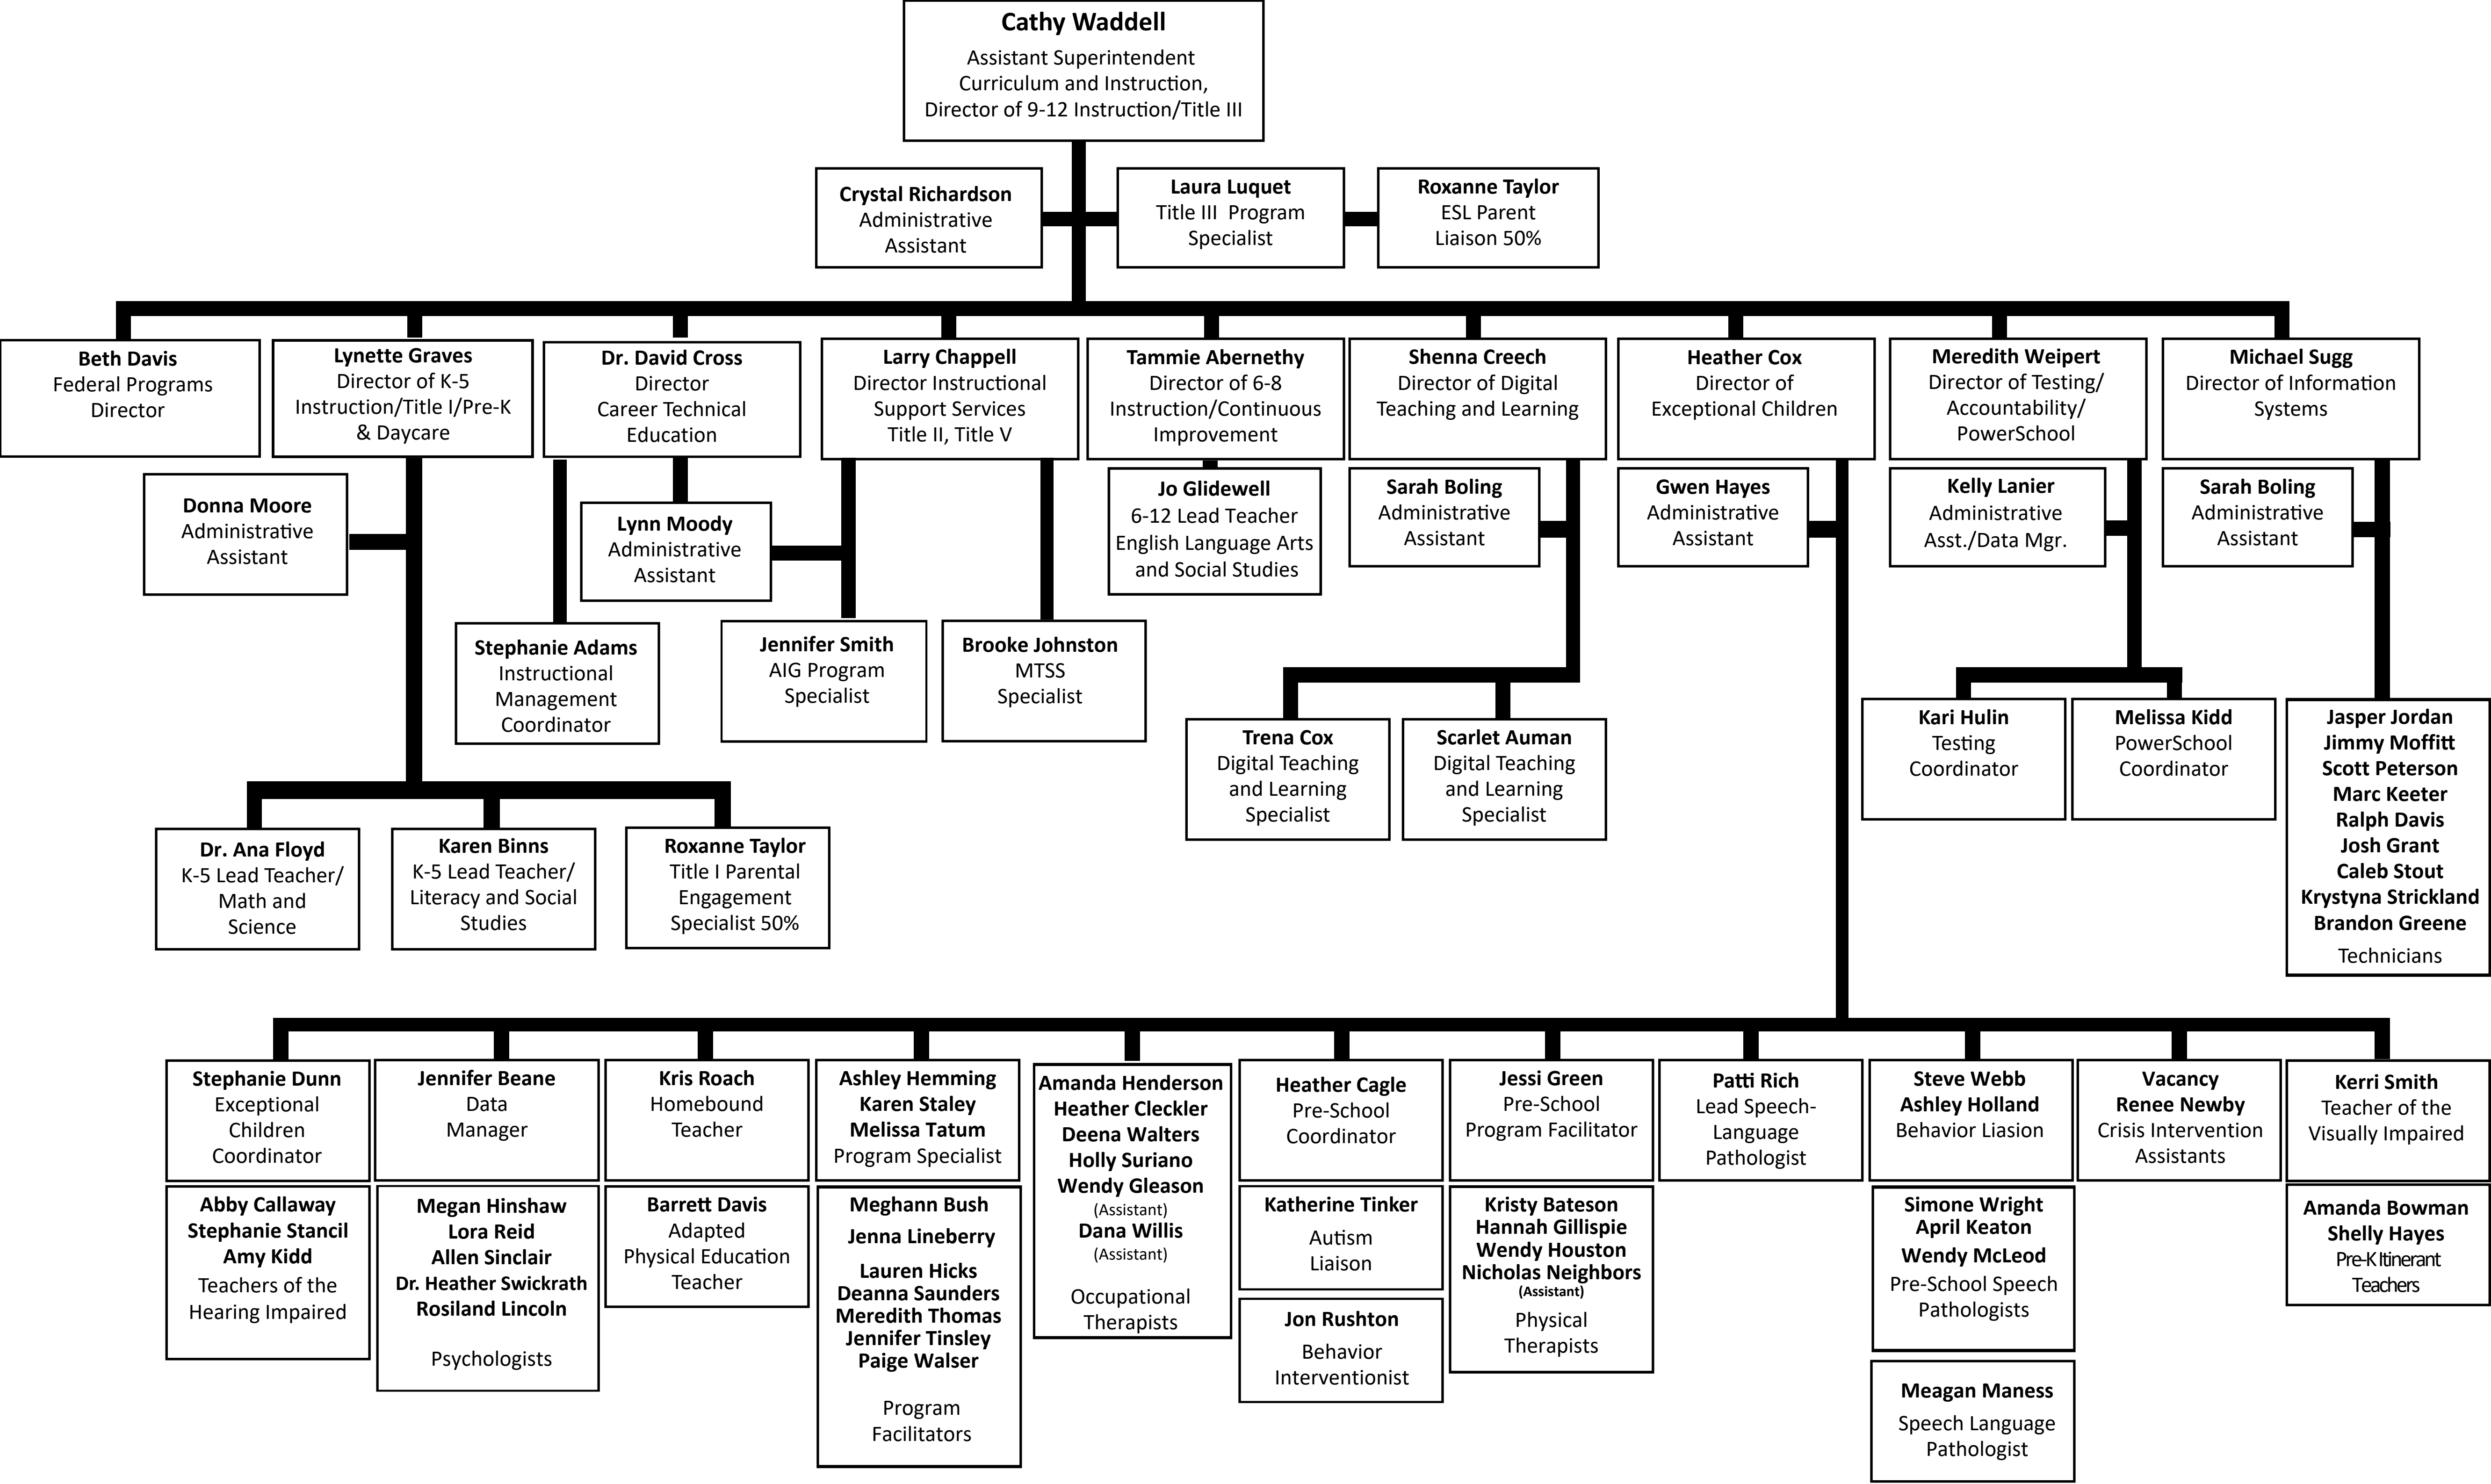 Cathy Waddell
Assistant Superintendent
Curriculum and Instruction,
Director of 9-12 Instruction/Title III
Crystal Richardson
Administrative
Assistant
Laura Luquet
Title III  Program
Specialist
Roxanne Taylor
ESL Parent
Liaison 50%
Beth Davis
Federal Programs
Director
Lynette Graves
Director of K-5
Instruction/Title I/Pre-K
& Daycare
Dr. David Cross
Director
Career Technical
Education
Larry Chappell
Director Instructional
Support Services
Title II, Title V
Tammie Abernethy
Director of 6-8
Instruction/Continuous
Improvement
Shenna Creech
Director of Digital
Teaching and Learning
Heather Cox
Director of
Exceptional Children
Meredith Weipert
Director of Testing/
Accountability/
PowerSchool
Michael Sugg
Director of Information
Systems
Donna Moore
Administrative
Assistant
Lynn Moody
Administrative
Assistant
Jo Glidewell
6-12 Lead Teacher
English Language Arts
and Social Studies
Sarah Boling
Administrative
Assistant
Gwen Hayes
Administrative
Assistant
Kelly Lanier
Administrative
Asst./Data Mgr.
Sarah Boling
Administrative
Assistant
Stephanie Adams
Instructional
Management
Coordinator
Jennifer Smith
AIG Program
Specialist
Brooke Johnston
MTSS
Specialist
Trena Cox
Digital Teaching
and Learning
Specialist
Scarlet Auman
Digital Teaching
and Learning
Specialist
Kari Hulin
Testing
Coordinator
Melissa Kidd
PowerSchool
Coordinator
Jasper Jordan
Jimmy Moffitt
Scott Peterson
Marc Keeter
Ralph Davis
Josh Grant
Caleb Stout
Krystyna Strickland
Brandon Greene
Technicians
Dr. Ana Floyd
K-5 Lead Teacher/
Math and
Science
Karen Binns
K-5 Lead Teacher/
Literacy and Social
Studies
Roxanne Taylor
Title I Parental
Engagement
Specialist 50%
Stephanie Dunn
Exceptional
Children
Coordinator
Jennifer Beane
Data
Manager
Kris Roach
Homebound
Teacher
Ashley Hemming
Karen Staley
Melissa Tatum
Program Specialist
Amanda Henderson
Heather Cleckler
Deena Walters
Holly Suriano
Wendy Gleason
(Assistant)
Dana Willis
(Assistant)
Occupational
Therapists
Heather Cagle
Pre-School
Coordinator
Jessi Green
Pre-School
Program Facilitator
Patti Rich
Lead Speech-
Language
Pathologist
Steve Webb
Ashley Holland
Behavior Liasion
Vacancy
Renee Newby
Crisis Intervention
Assistants
Kerri Smith
Teacher of the
Visually Impaired
Abby Callaway
Stephanie Stancil
Amy Kidd
Teachers of the
Hearing Impaired
Megan Hinshaw
Lora Reid
Allen Sinclair
Dr. Heather Swickrath
Rosiland Lincoln
Psychologists
Barrett Davis
Adapted
Physical Education
Teacher
Meghann Bush
Jenna Lineberry
Lauren Hicks
Deanna Saunders
Meredith Thomas
Jennifer Tinsley
Paige Walser
Program
Facilitators
Katherine Tinker
Autism
Liaison
Jon Rushton
Behavior
Interventionist
Kristy Bateson
Hannah Gillispie
Wendy Houston
Nicholas Neighbors
(Assistant)
Physical
Therapists
Simone Wright
April Keaton
Wendy McLeod
Pre-School Speech
Pathologists
Meagan Maness
Speech Language
Pathologist
Amanda Bowman
Shelly Hayes
Pre-K Itinerant
Teachers